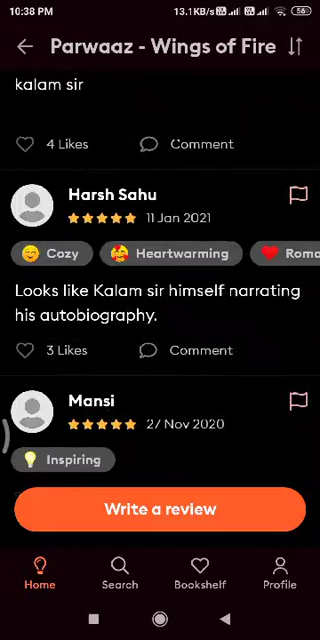 10:38 PM 13.1KB/s 56
Parwaaz - Wings of Fire
kalam sir
4 Likes Comment
Harsh Sahu
11 Jan 2021
Cozy Heartwarming Roma
Looks like Kalam sir himself narrating
his autobiography.
3 Likes Comment
Mansi
27 Nov 2020
Inspiring
Write a review
Home Search Bookshelf Profile